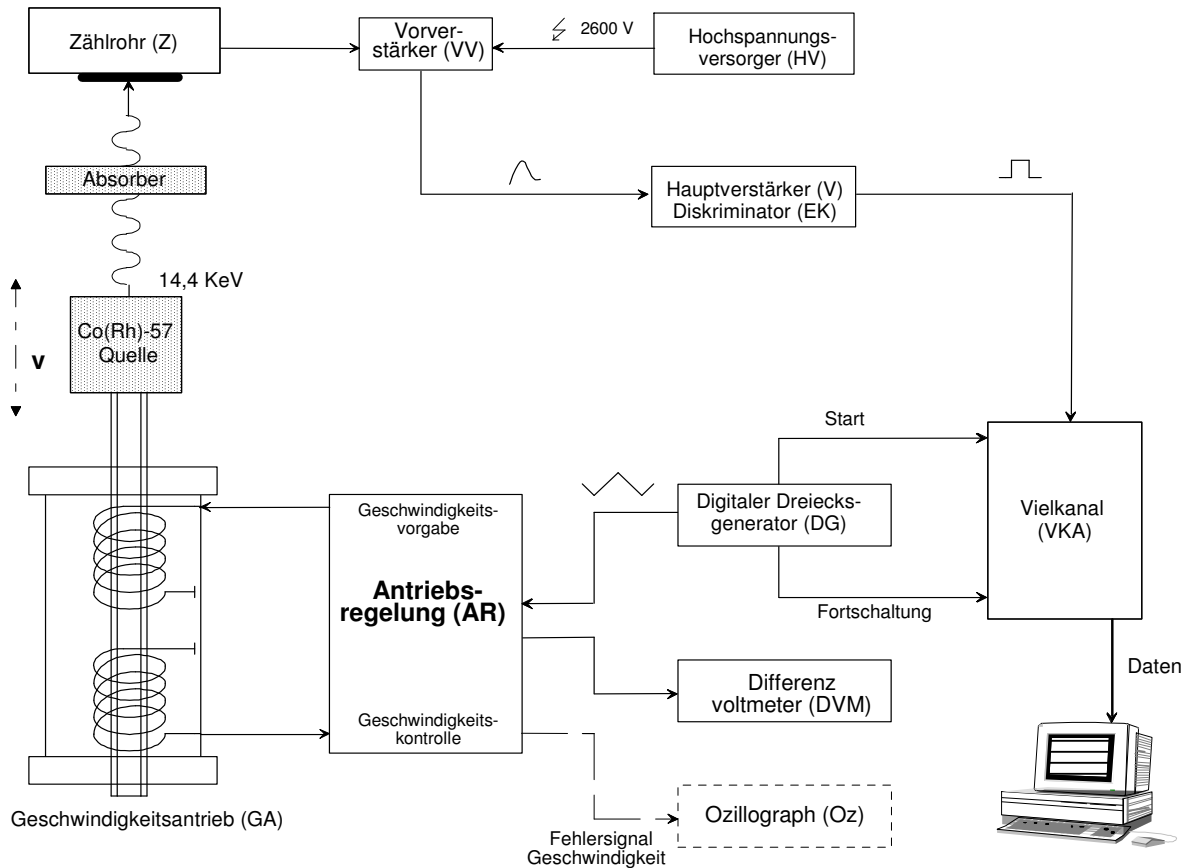 Zählrohr (Z)
Vorver-
stärker (VV)
2600 V
Hochspannungs-
versorger (HV)
Absorber
Hauptverstärker (V)
Diskriminator (EK)
14,4 KeV
Co(Rh)-57
Quelle
v
Start
Geschwindigkeits-
vorgabe
Digitaler Dreiecks-
generator (DG)
Vielkanal
(VKA)
Antriebs-
regelung (AR)
Fortschaltung
Daten
Differenz
voltmeter (DVM)
Geschwindigkeits-
kontrolle
Geschwindigkeitsantrieb (GA)
Ozillograph (Oz)
Fehlersignal
Geschwindigkeit